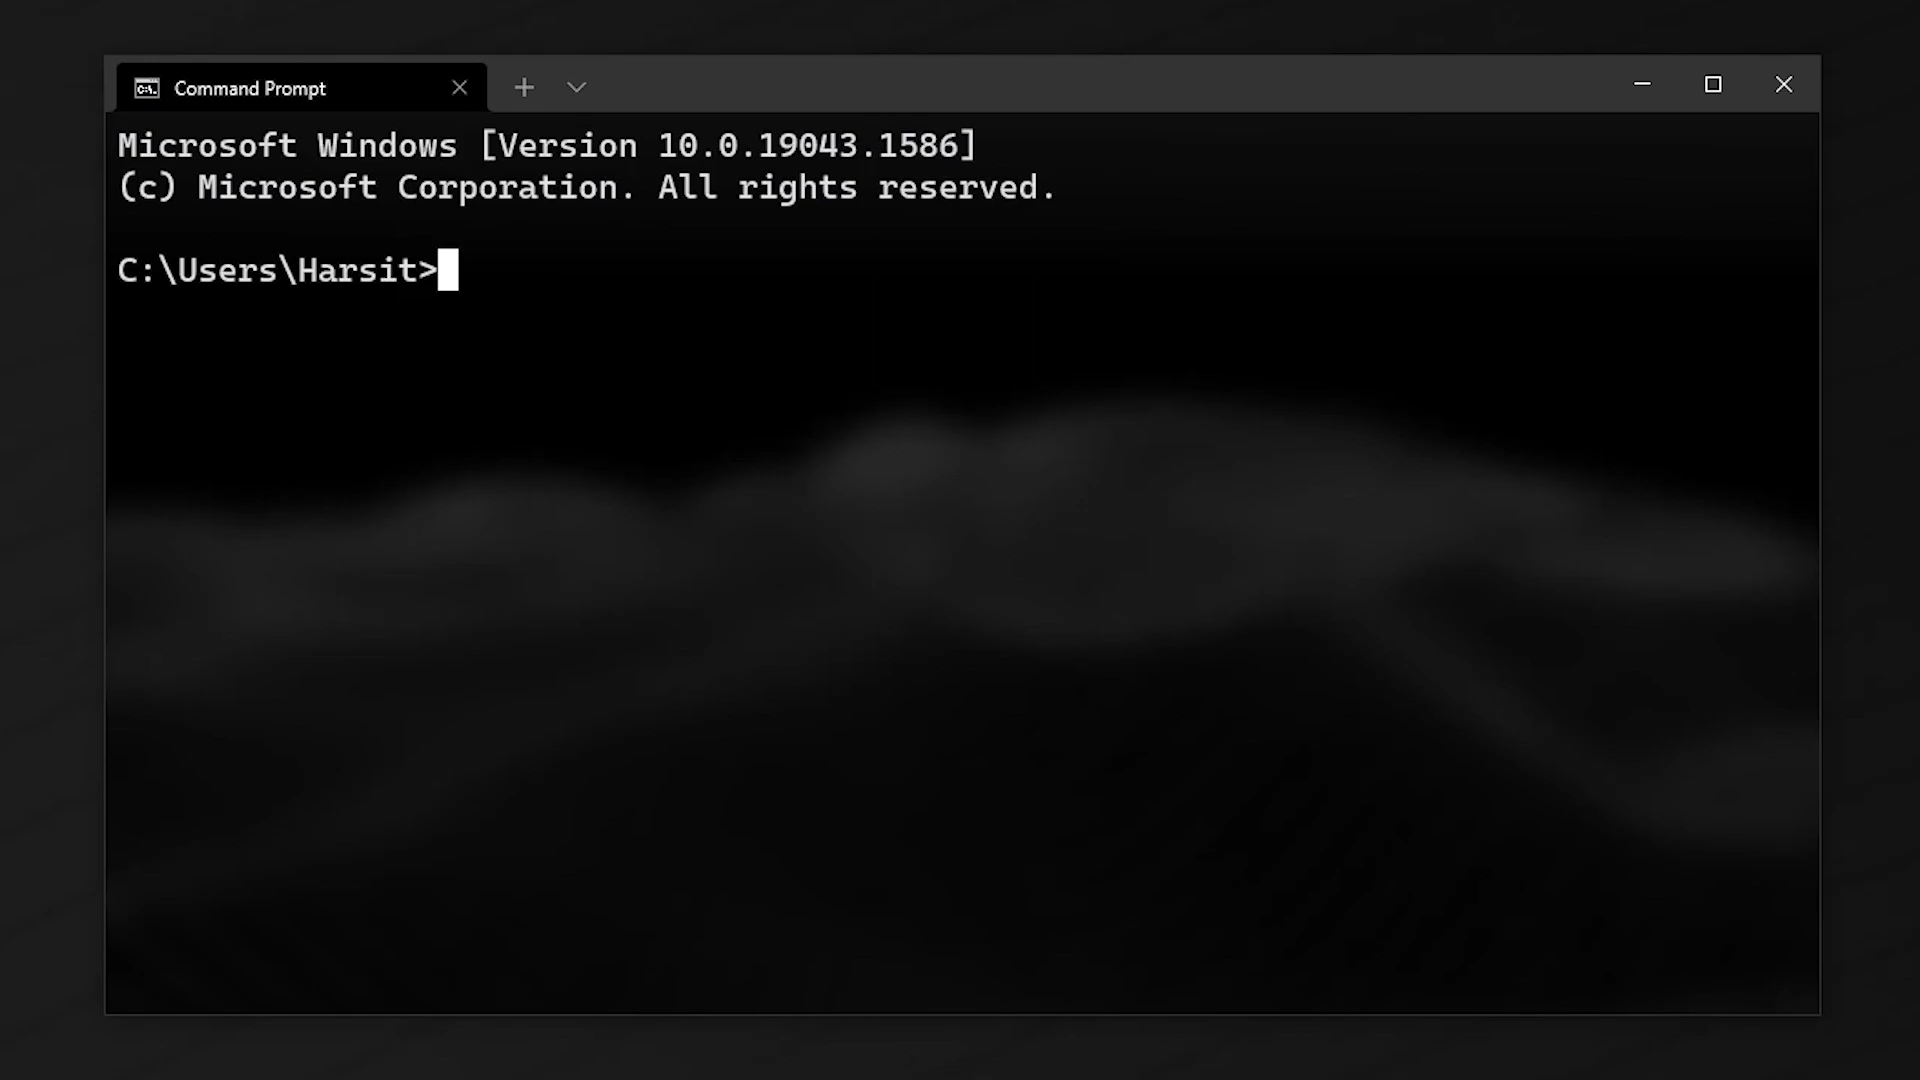 Command Prompt
Microsoft Windows [Version 10.0.19043.1586]
(c) Microsoft Corporation. All rights reserved.
C:\Users\Harsit>